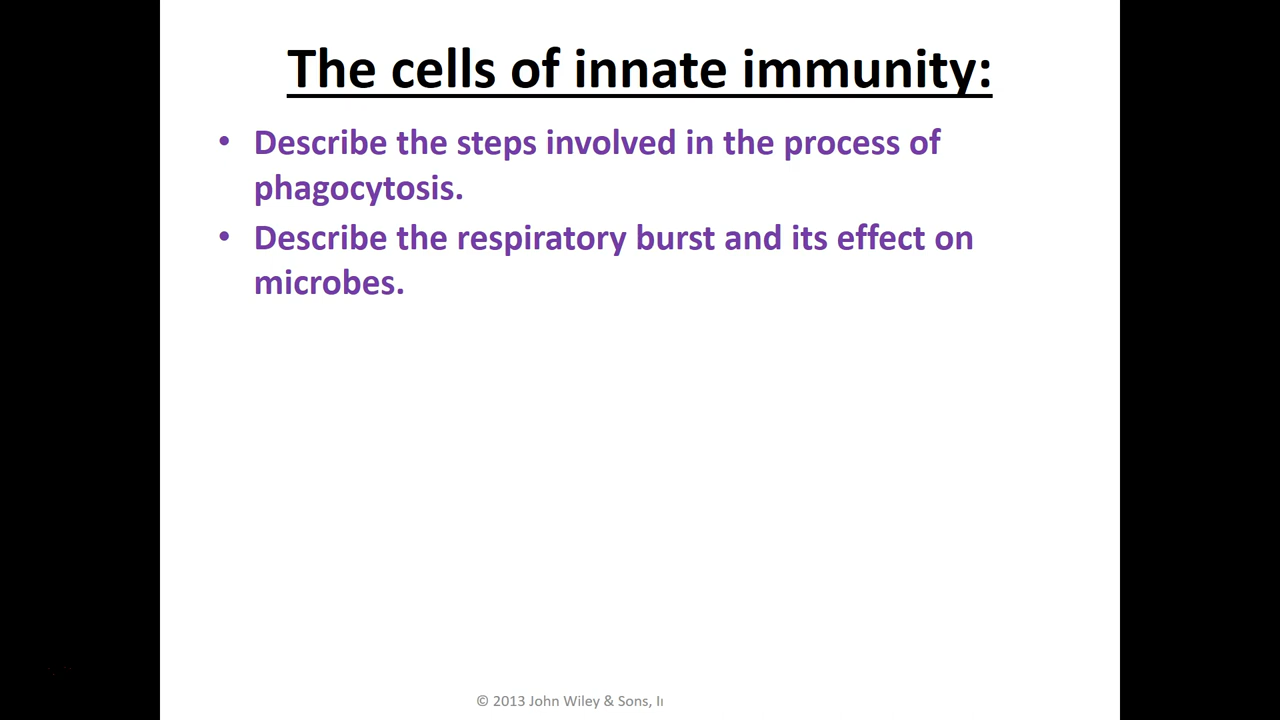 The cells of innate immunity:
• Describe the steps involved in the process of
phagocytosis.
• Describe the respiratory burst and its effect on
microbes.
© 2013 John Wiley & Sons,